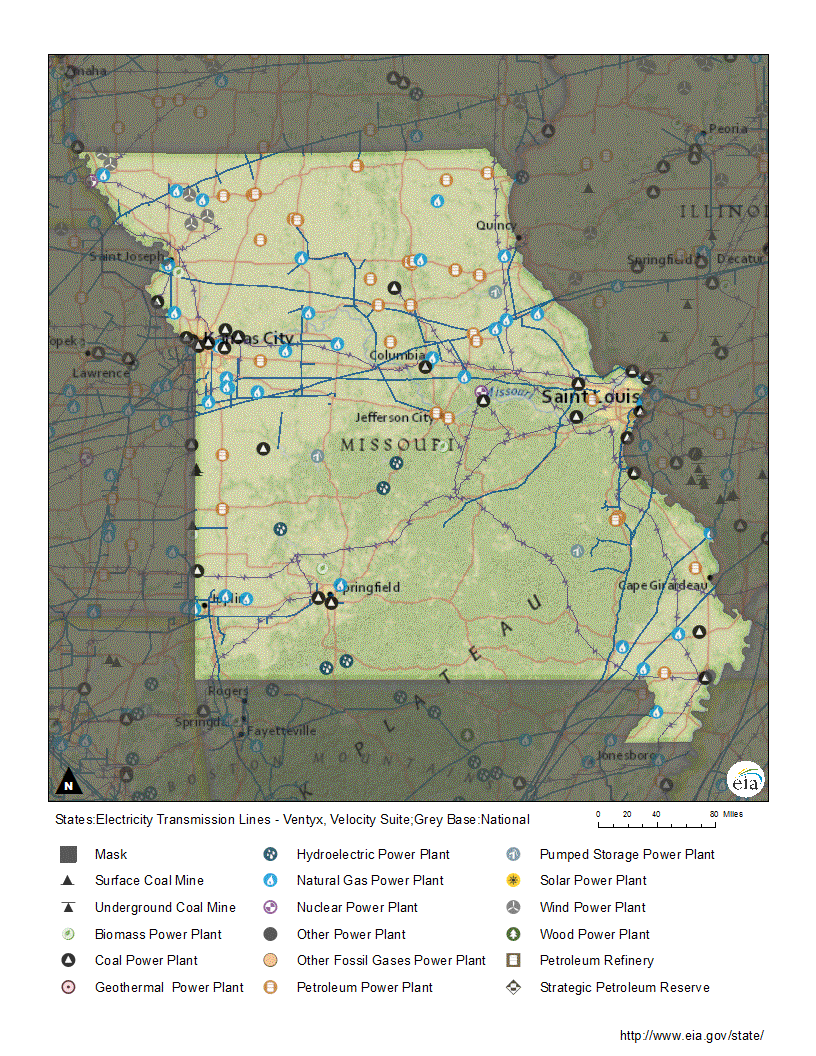 Omaha
Peoria
ILLINOI
Quincy
Saint Joseph
Springfield
Decatur
Kansas City
opek
Lawrence
Columbia
Missouri
Saint Louis
Jefferson City
MISSOURI
Springfield
Cape Girardeau
Joplin
PLATEAU
Rogers
Springd
Fayetteville
Jonesboro
BOSTON MOUNTAIN
K
N
eia
States:Electricity Transmission Lines - Ventyx, Velocity Suite;Grey Base:National
0 20 40 80 Miles
Mask
Hydroelectric Power Plant
Pumped Storage Power Plant
Surface Coal Mine
Natural Gas Power Plant
Solar Power Plant
Underground Coal Mine
Nuclear Power Plant
Wind Power Plant
Biomass Power Plant
Other Power Plant
Wood Power Plant
Coal Power Plant
Other Fossil Gases Power Plant
Petroleum Refinery
Geothermal Power Plant
Petroleum Power Plant
Strategic Petroleum Reserve
http://www.eia.gov/state/